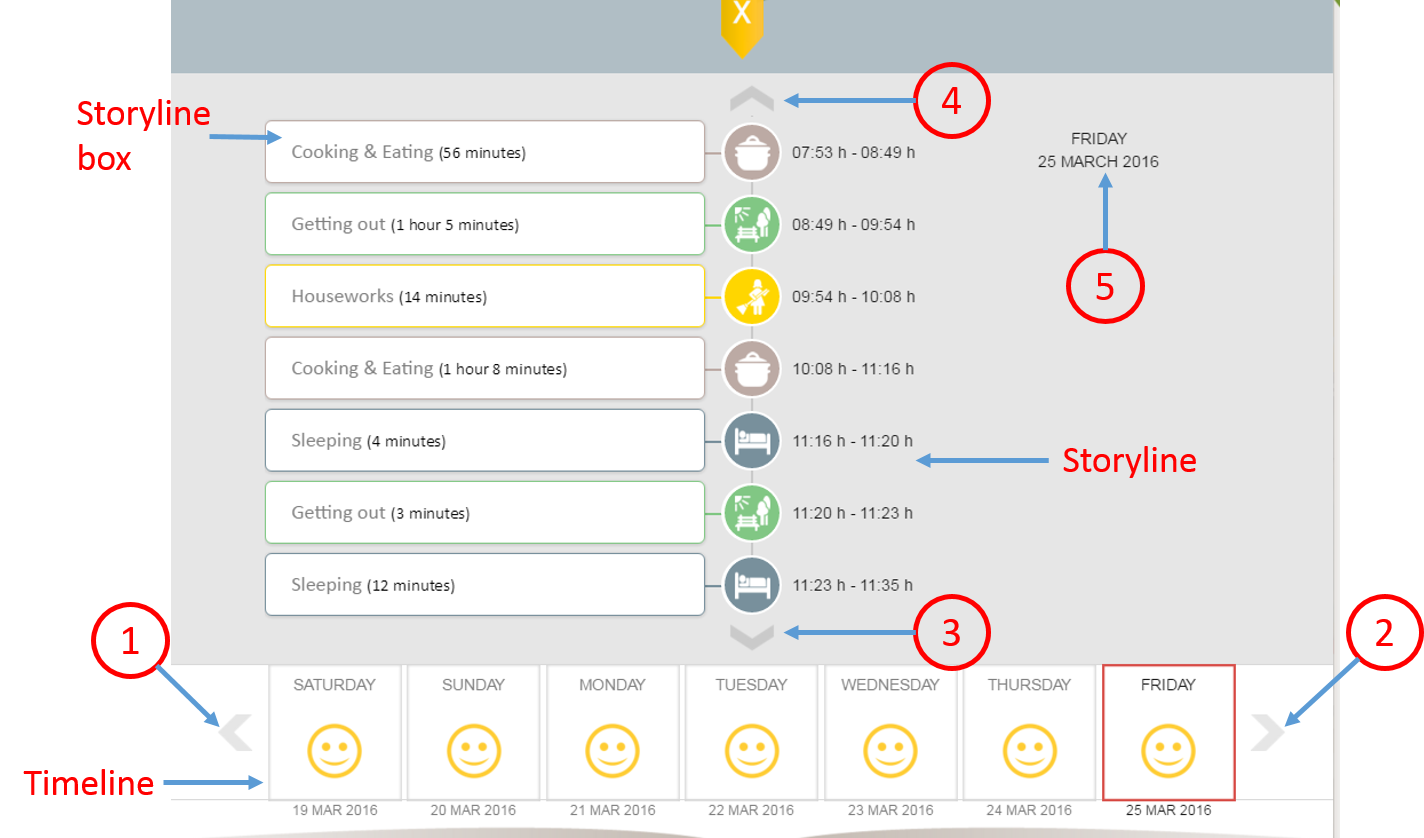 X
4
Storyline
box
Cooking & Eating (56 minutes)
07:53 h - 08:49 h
FRIDAY
25 MARCH 2016
Getting out (1 hour 5 minutes)
08:49 h - 09:54 h
5
Houseworks (14 minutes)
09:54 h - 10:08 h
Cooking & Eating (1 hour 8 minutes)
10:08 h - 11:16 h
Sleeping (4 minutes)
11:16 h - 11:20 h
Storyline
Getting out (3 minutes)
11:20 h - 11:23 h
Sleeping (12 minutes)
11:23 h - 11:35 h
1
3
2
SATURDAY SUNDAY MONDAY TUESDAY WEDNESDAY THURSDAY FRIDAY
Timeline
19 MAR 2016 20 MAR 2016 21 MAR 2016 22 MAR 2016 23 MAR 2016 24 MAR 2016 25 MAR 2016